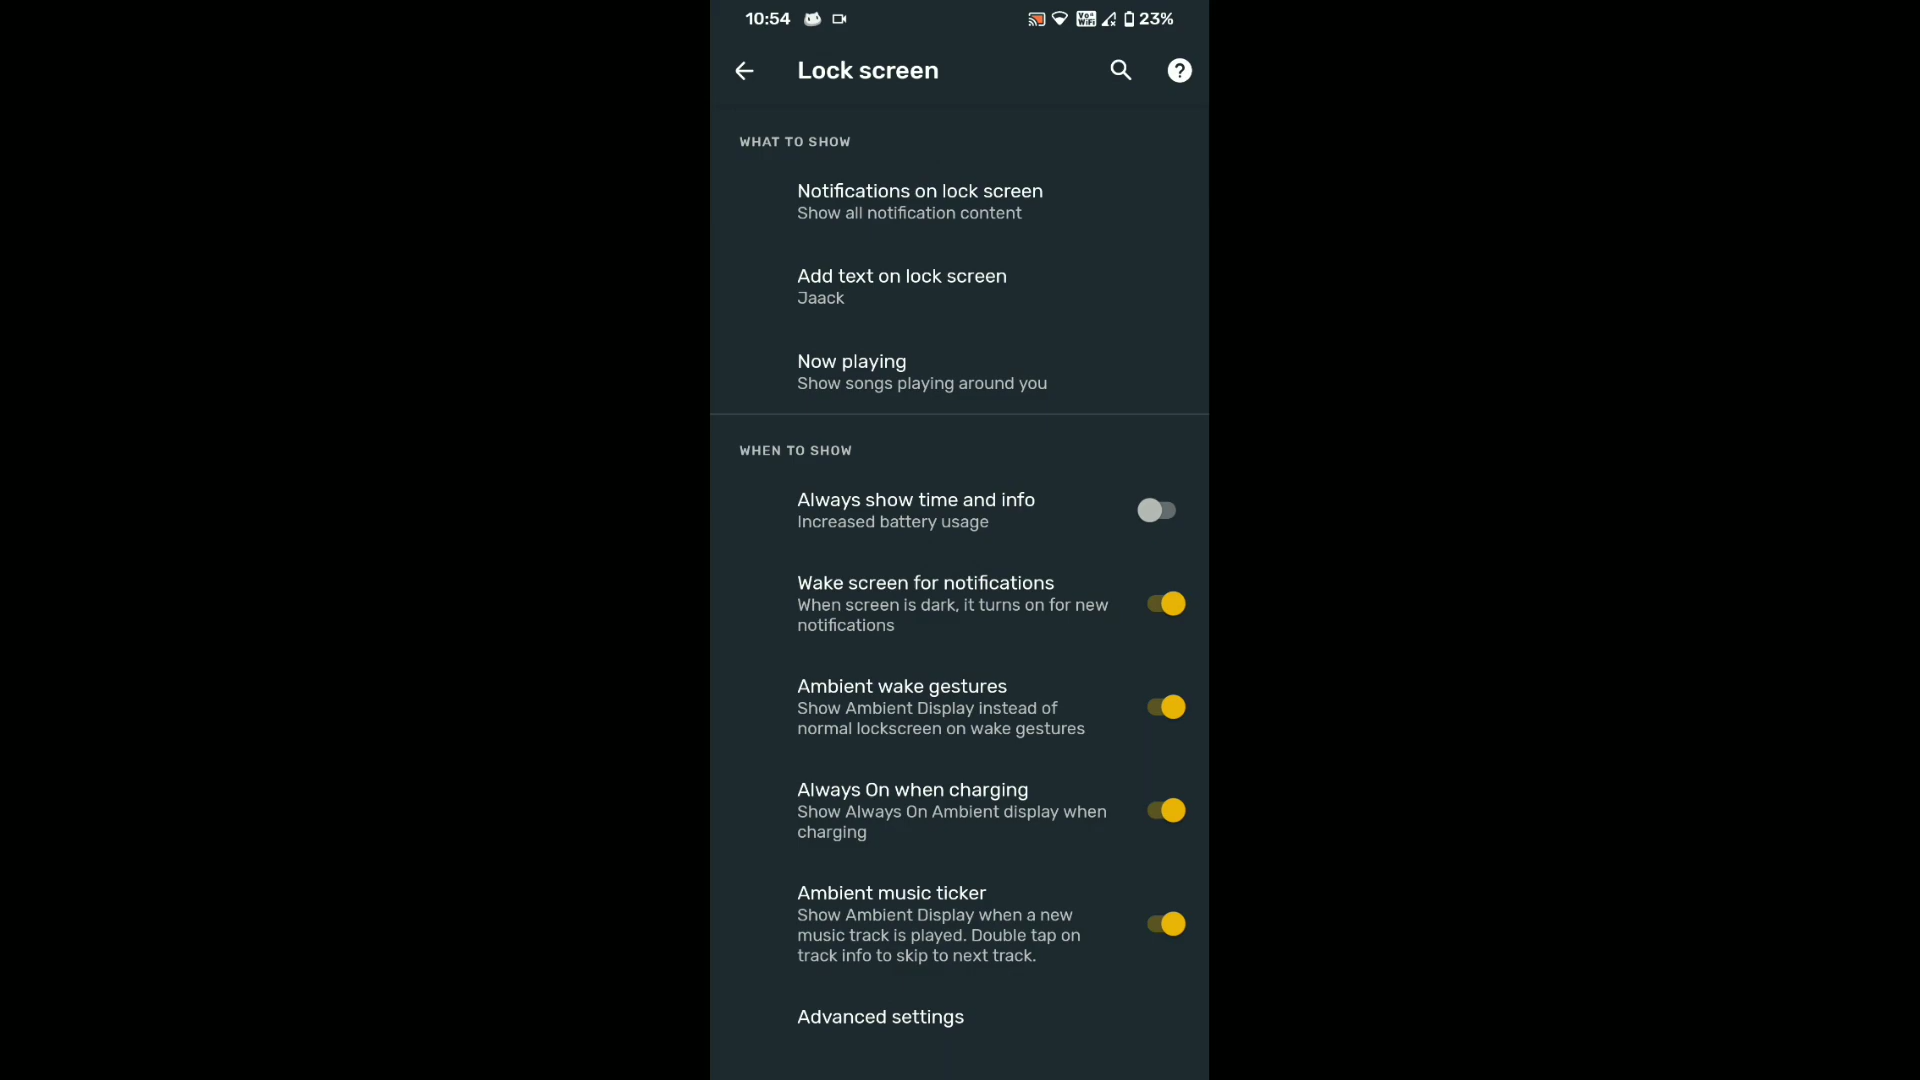 10:54
Vo WiFi
23%
Lock screen
?
WHAT TO SHOW
Notifications on lock screen
Show all notification content
Add text on lock screen
Jaack
Now playing
Show songs playing around you
WHEN TO SHOW
Always show time and info
Increased battery usage
Wake screen for notifications
When screen is dark, it turns on for new
notifications
Ambient wake gestures
Show Ambient Display instead of
normal lockscreen on wake gestures
Always On when charging
Show Always On Ambient display when
charging
Ambient music ticker
Show Ambient Display when a new
music track is played. Double tap on
track info to skip to next track.
Advanced settings